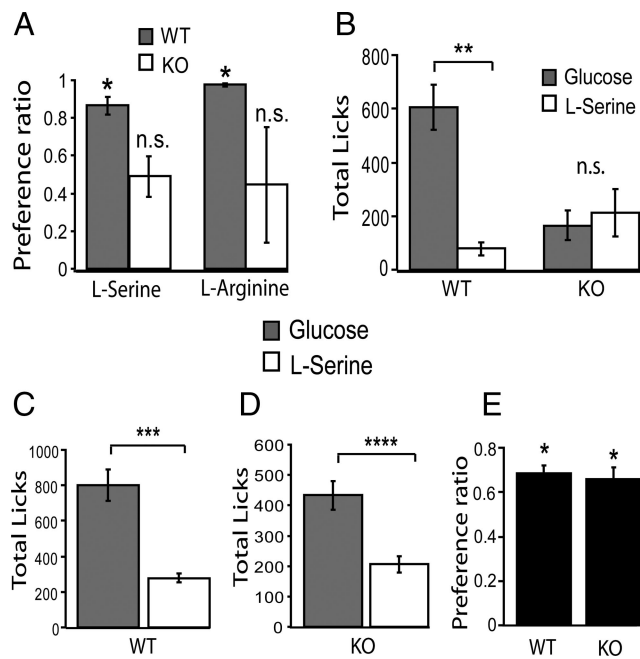 A
WT
KO
Preference ratio
1
0.8
0.6
0.4
0.2
0
*
n.s.
*
n.s.
L-Serine
L-Arginine
B
Glucose
L-Serine
Total Licks
800
600
400
200
0
**
n.s.
WT
KO
Glucose
L-Serine
C
Total Licks
1000
800
600
400
200
0
***
WT
D
Total Licks
600
500
400
300
200
100
0
****
KO
E
Preference ratio
0.8
0.6
0.4
0.2
0
*
*
WT
KO